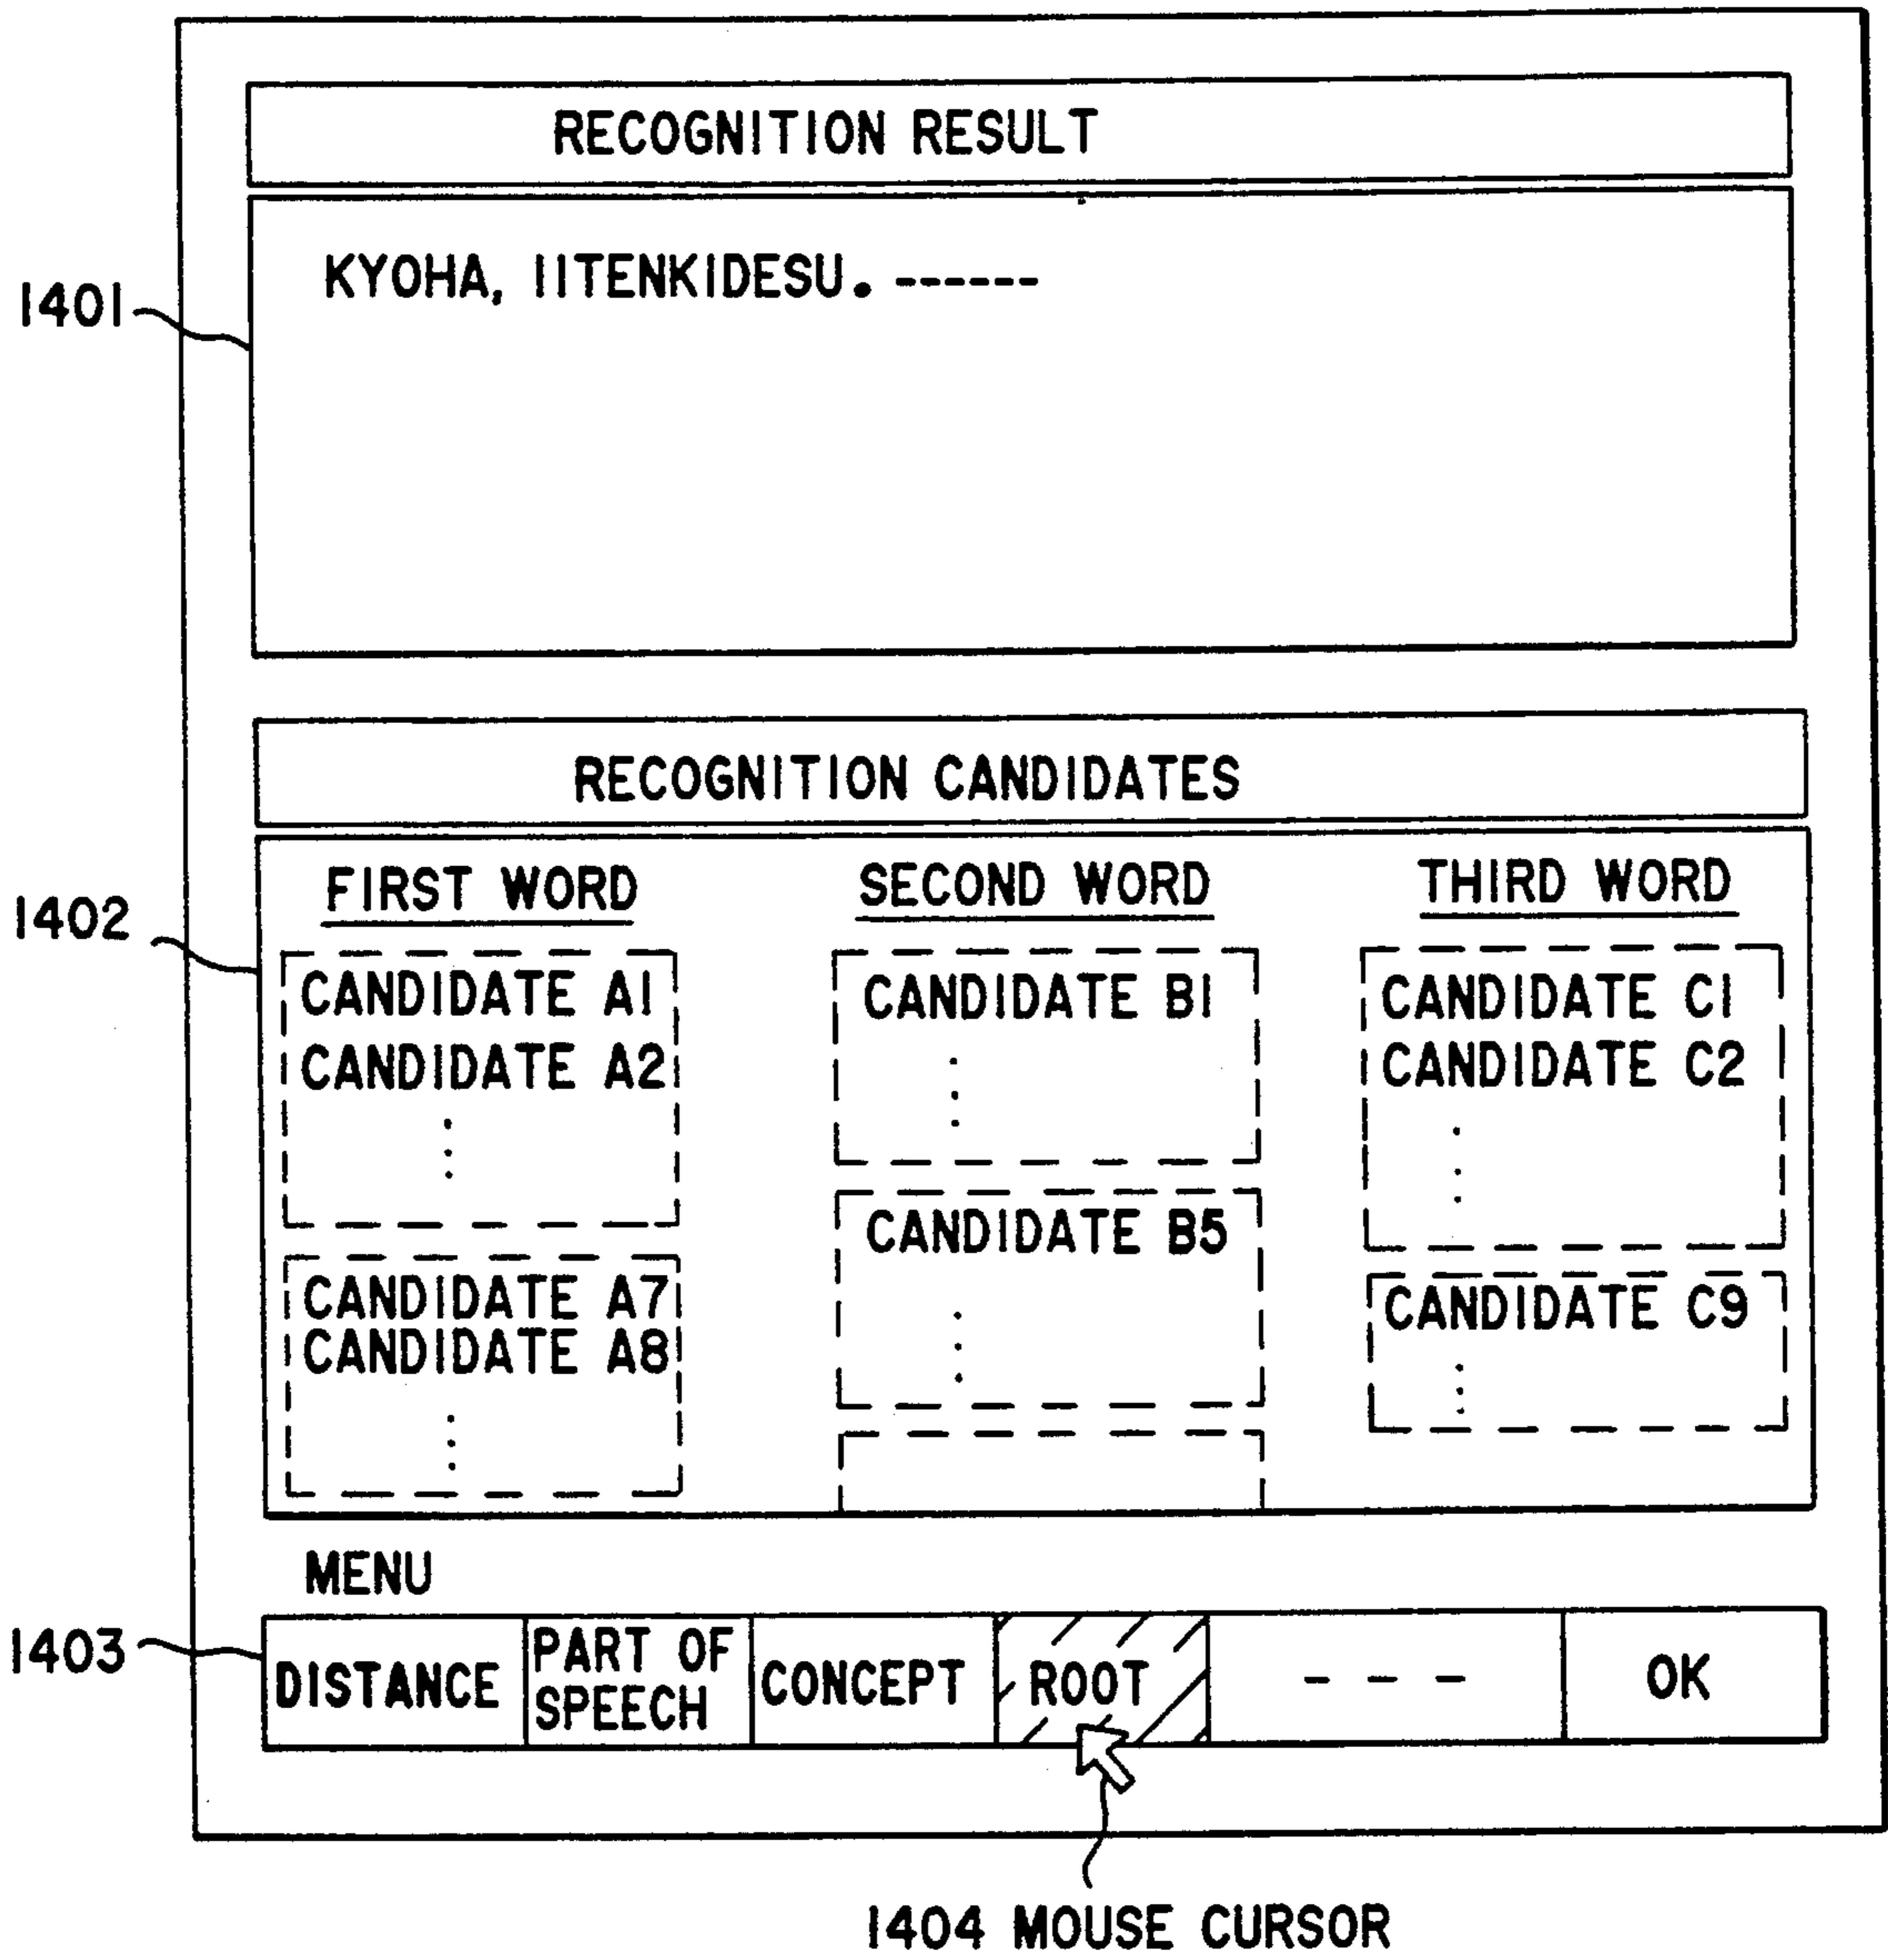 RECOGNITION RESULT
1401
KYOHA, IITENKIDESU. ------
RECOGNITION CANDIDATES
1402
FIRST WORD SECOND WORD THIRD WORD
CANDIDATE A1 CANDIDATE B1 CANDIDATE C1
CANDIDATE A2 CANDIDATE C2
CANDIDATE B5
CANDIDATE A7 CANDIDATE C9
CANDIDATE A8
MENU
1403
DISTANCE PART OF SPEECH CONCEPT ROOT --- OK
1404 MOUSE CURSOR